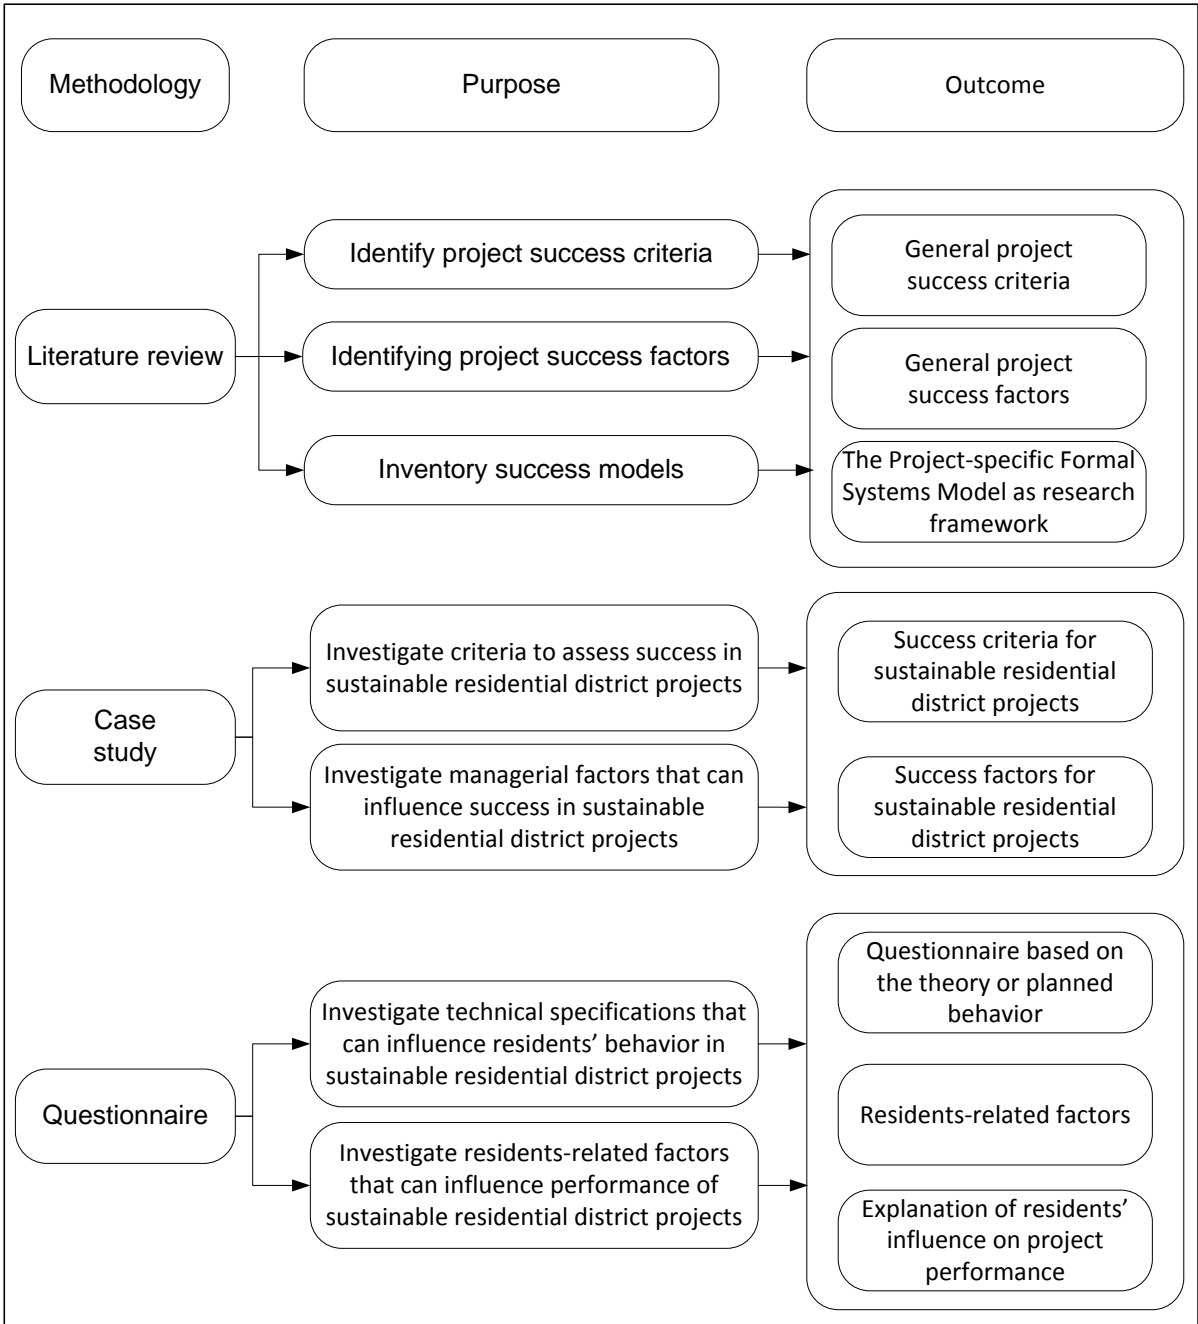 Methodology
Purpose
Outcome
Literature review
Identify project success criteria
Identifying project success factors
Inventory success models
General project
success criteria
General project
success factors
The Project-specific Formal
Systems Model as research
framework
Case
study
Investigate criteria to assess success in
sustainable residential district projects
Investigate managerial factors that can
influence success in sustainable
residential district projects
Success criteria for
sustainable residential
district projects
Success factors for
sustainable residential
district projects
Questionnaire
Investigate technical specifications that
can influence residents’ behavior in
sustainable residential district projects
Investigate residents-related factors
that can influence performance of
sustainable residential district projects
Questionnaire based on
the theory or planned
behavior
Residents-related factors
Explanation of residents’
influence on project
performance